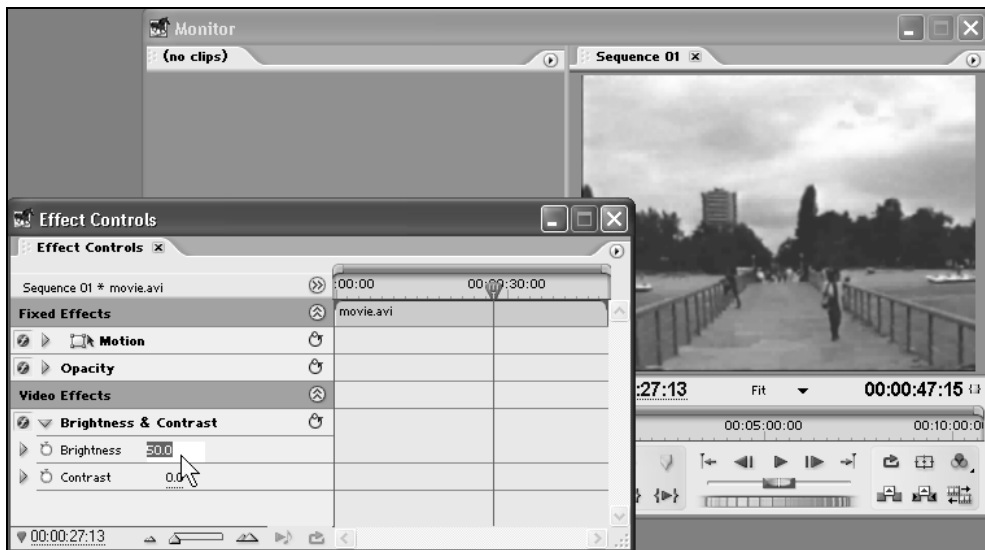 Monitor
(no clips)
Sequence 01
Effect Controls
Effect Controls
Sequence 01 * movie.avi
:00:00 00:00:30:00
Fixed Effects
movie.avi
Motion
Opacity
Video Effects
Brightness & Contrast
Brightness 50.0
Contrast 0.0
00:00:27:13
:27:13 Fit 00:00:47:15
00:05:00:00 00:10:00:0